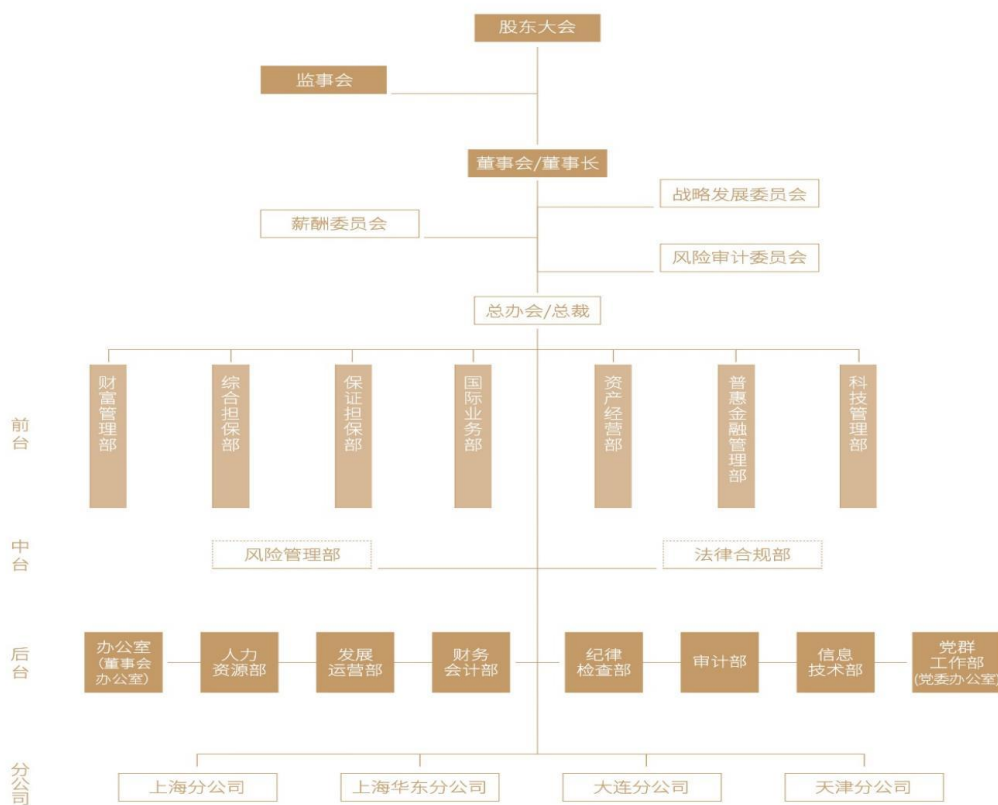 股东大会
监事会
董事会/董事长
战略发展委员会
薪酬委员会
风险审计委员会
总办会/总裁
前台
财富管理部
综合担保部
保证担保部
国际业务部
资产经营部
普惠金融管理部
科技管理部
中台
风险管理部
法律合规部
后台
办公室
(董事会
办公室)
人力
资源部
发展
运营部
财务
会计部
纪律
检查部
审计部
信息
技术部
党群
工作部
(党委办公室)
分公司
上海分公司
上海华东分公司
大连分公司
天津分公司